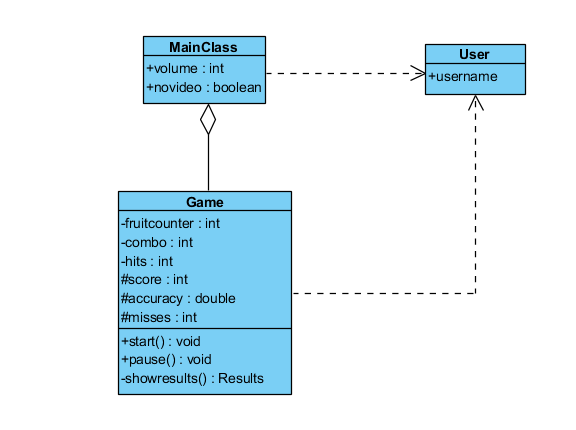 MainClass
+volume : int
+novideo : boolean
User
+username
Game
-fruitcounter : int
-combo : int
-hits : int
#score : int
#accuracy : double
#misses : int
+start() : void
+pause() : void
-showresults() : Results